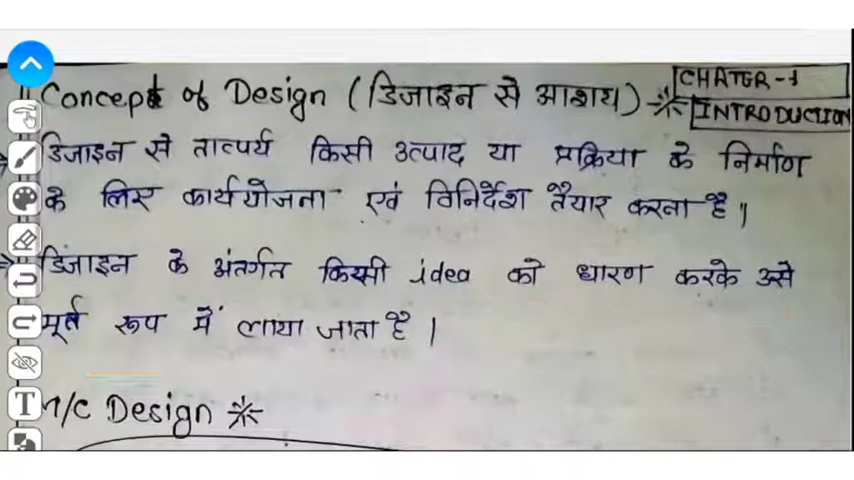 Concept of Design (डिजाइन से आशय)
CHATER-1
INTRODUCTION
डिजाइन से तात्पर्य किसी उत्पाद या प्रक्रिया के निर्माण
के लिए कार्ययोजना एवं विनिर्देश तैयार करना है।
डिजाइन के अंतर्गत किसी idea को धारण करके उसे
मूर्त रूप में लाया जाता है।
M/C Design
T